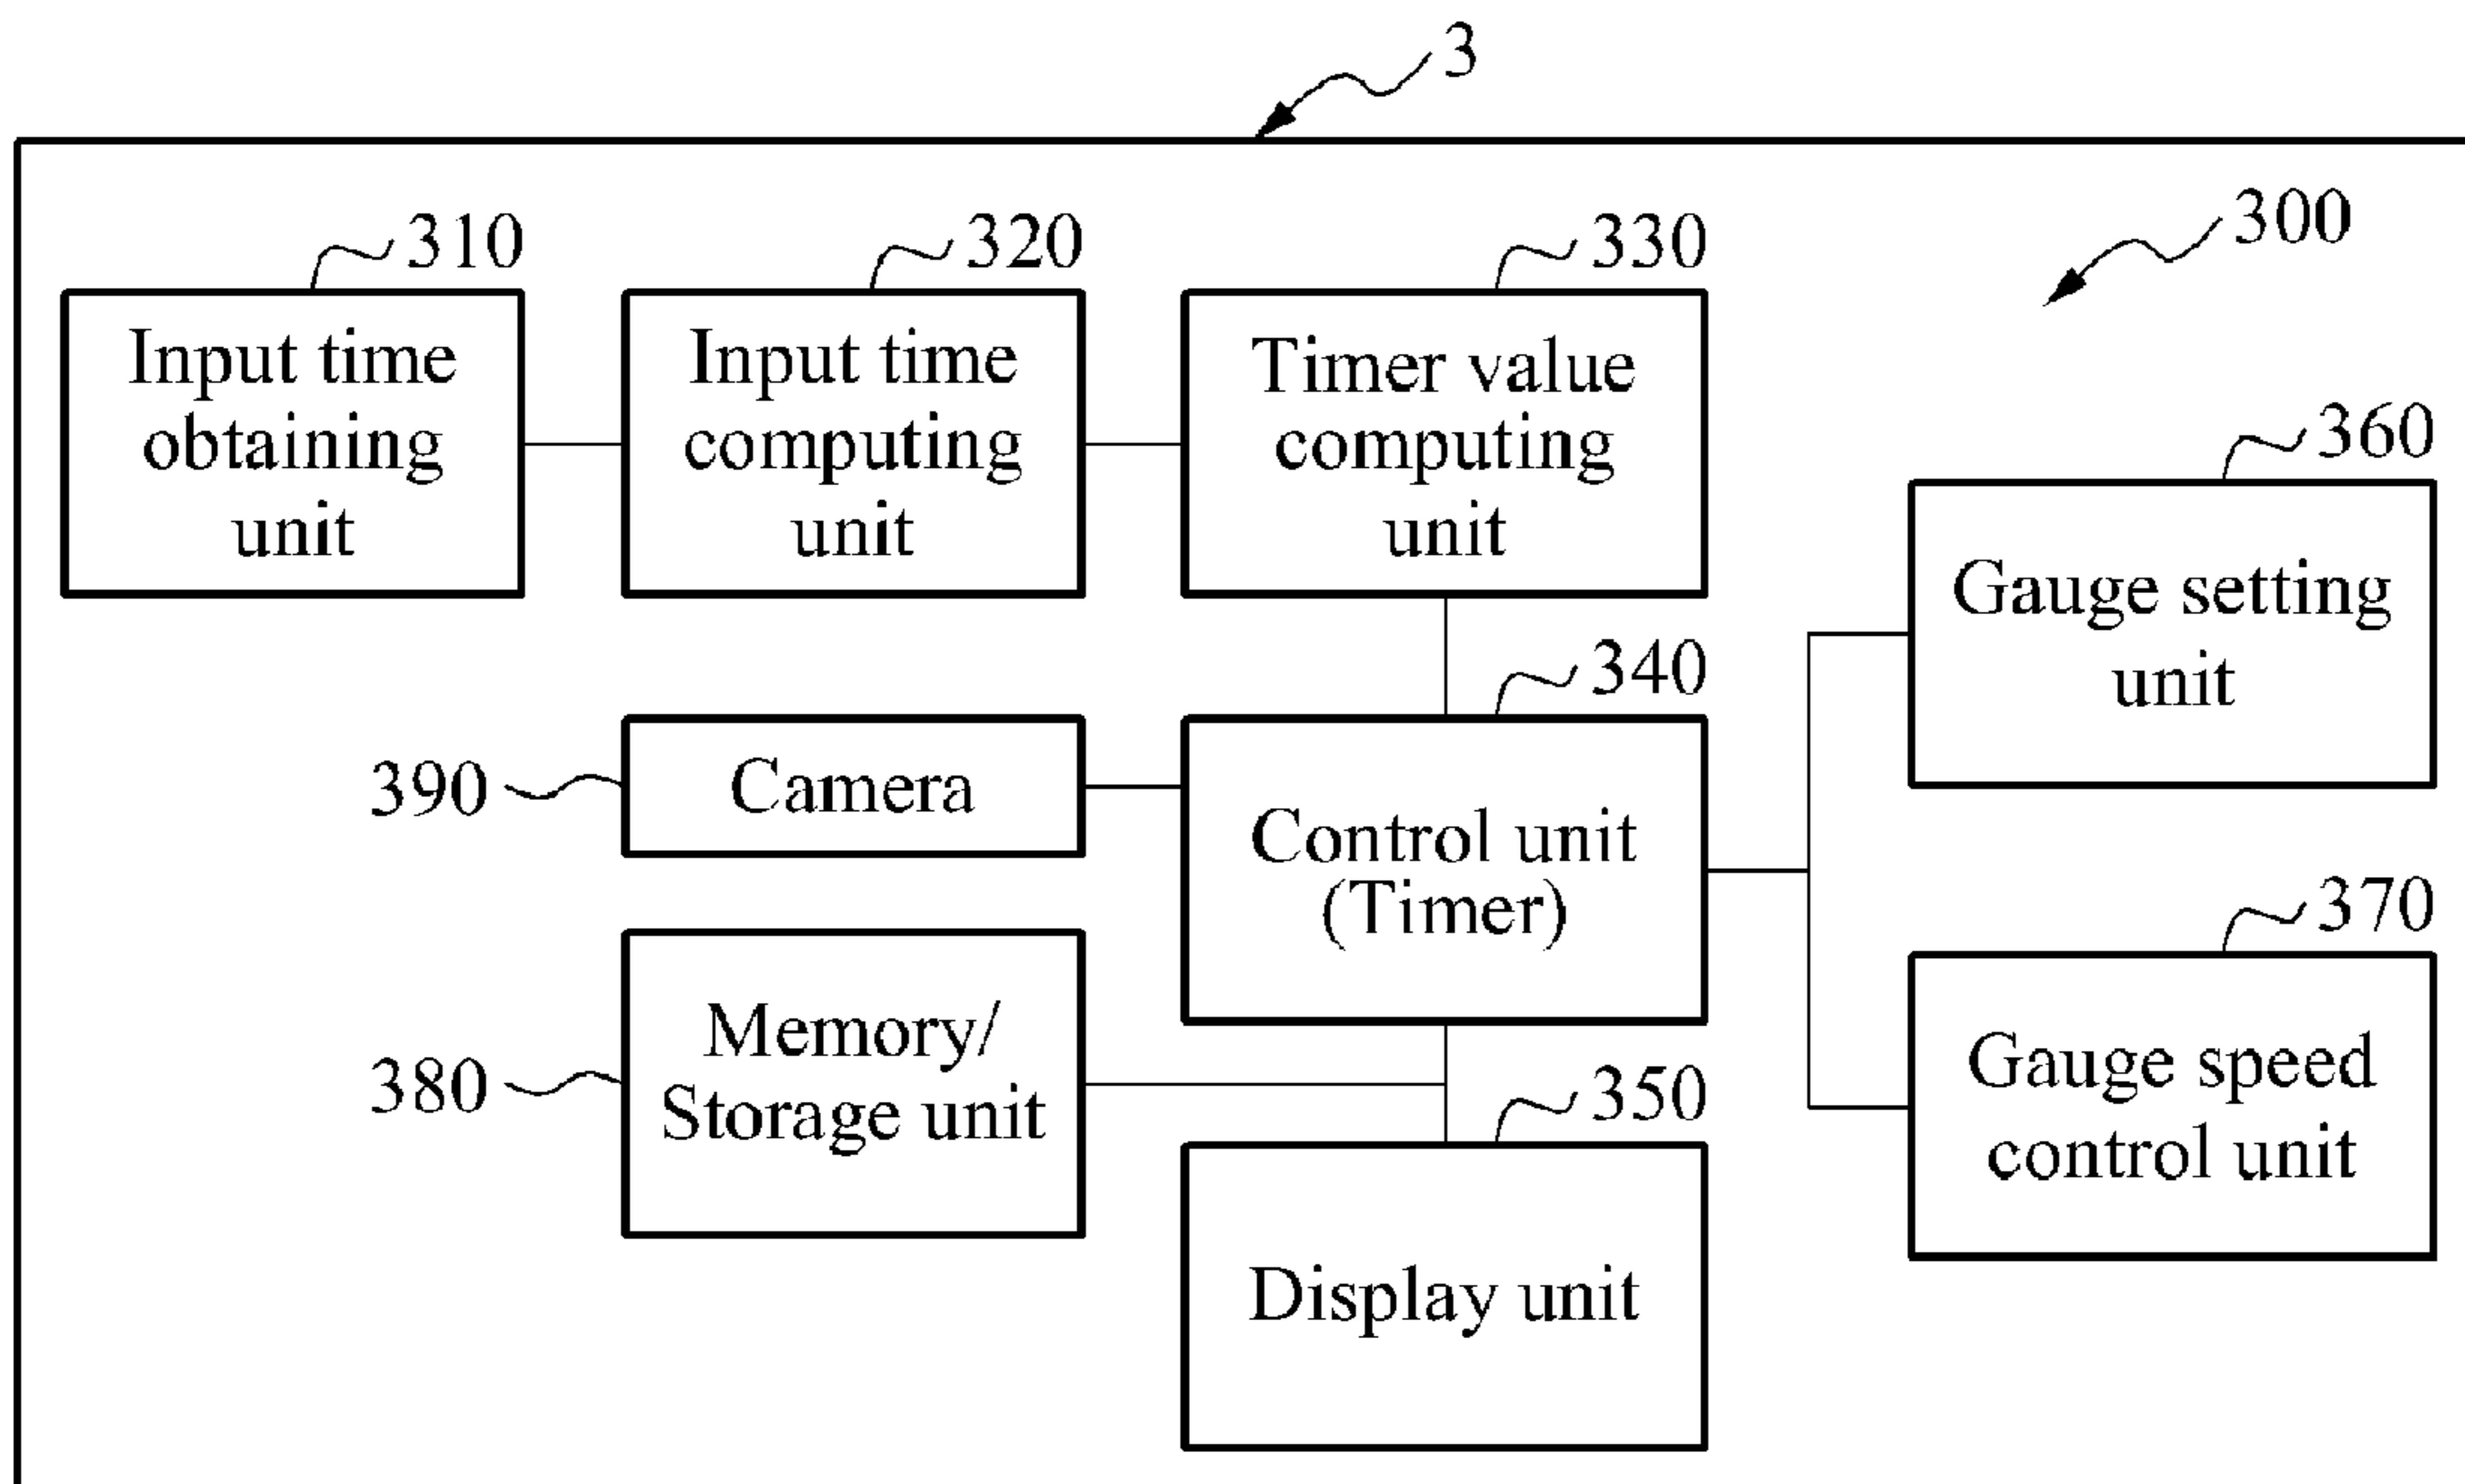 3
300
310
Input time
obtaining
unit
320
Input time
computing
unit
330
Timer value
computing
unit
360
Gauge setting
unit
340
Control unit
(Timer)
390
Camera
370
Gauge speed
control unit
380
Memory/
Storage unit
350
Display unit